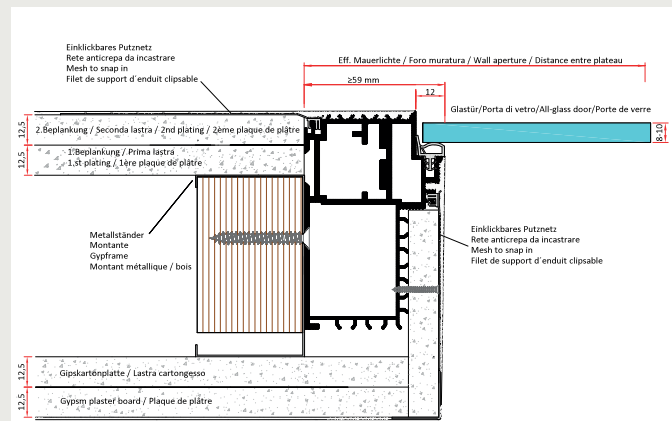 Einklickbares Putznetz
Rete anticrepa da incastrare
Mesh to snap in
Filet de support d´enduit clipsable
Eff. Mauerlichte / Foro muratura / Wall aperture / Distance entre plateau
≥59 mm
12
Glastür/Porta di vetro/All-glass door/Porte de verre
8-10
12,5
2.Beplankung / Seconda lastra / 2nd plating / 2ème plaque de plâtre
12,5
1.Beplankung / Prima lastra
1.st plating / 1ère plaque de plâtre
Metallständer
Montante
Gypframe
Montant métallique / bois
Einklickbares Putznetz
Rete anticrepa da incastrare
Mesh to snap in
Filet de support d´enduit clipsable
12,5
Gipskartonplatte / Lastra cartongesso
12,5
Gypsm plaster board / Plaque de plâtre